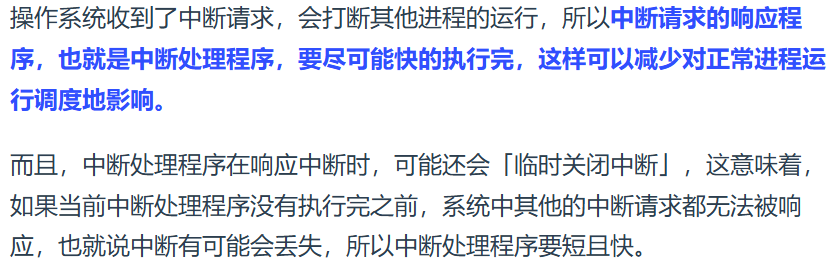 操作系统收到了中断请求，会打断其他进程的运行，所以中断请求的响应程
序，也就是中断处理程序，要尽可能快的执行完，这样可以减少对正常进程运
行调度地影响。
而且，中断处理程序在响应中断时，可能还会「临时关闭中断」，这意味着，
如果当前中断处理程序没有执行完之前，系统中其他的中断请求都无法被响
应，也就说中断有可能会丢失，所以中断处理程序要短且快。